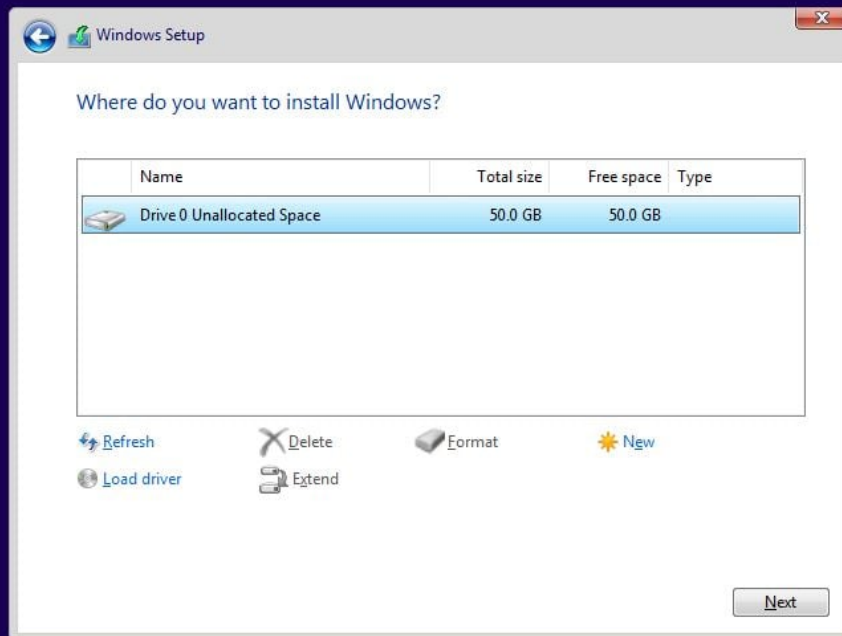 Windows Setup
Where do you want to install Windows?
Name Total size Free space Type
Drive 0 Unallocated Space 50.0 GB 50.0 GB
Refresh Delete Format New
Load driver Extend
Next